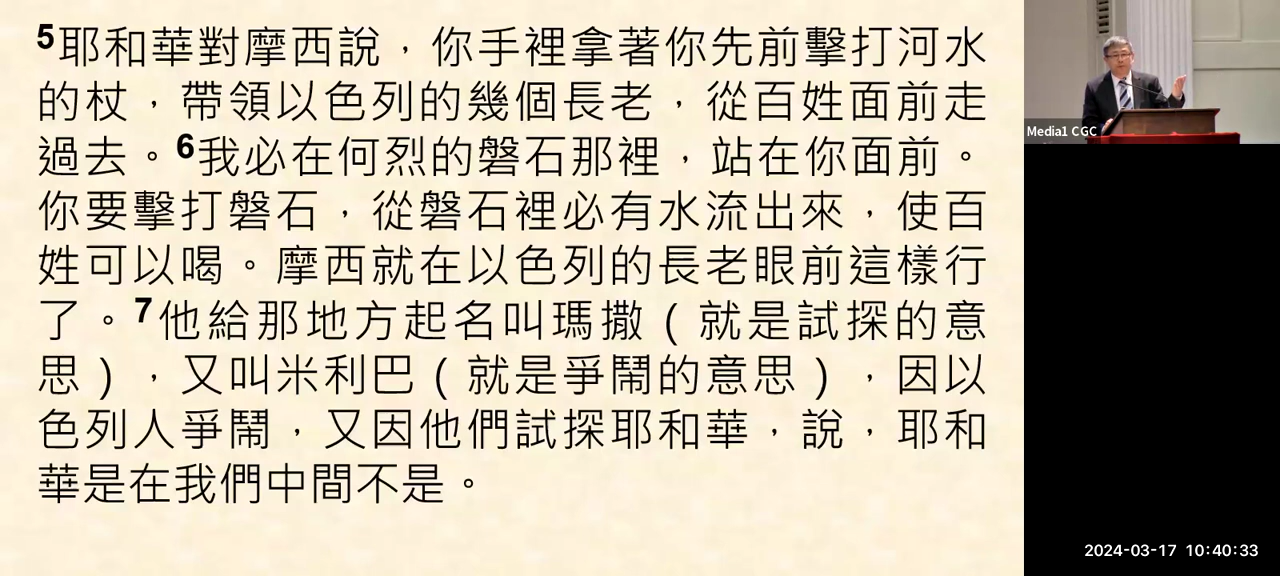 5耶和華對摩西說，你手裡拿著你先前擊打河水
的杖，帶領以色列的幾個長老，從百姓面前走
過去。6我必在何烈的磐石那裡，站在你面前。
你要擊打磐石，從磐石裡必有水流出來，使百
姓可以喝。摩西就在以色列的長老眼前這樣行
了。7他給那地方起名叫瑪撒（就是試探的意
思），又叫米利巴（就是爭鬧的意思），因以
色列人爭鬧，又因他們試探耶和華，說，耶和
華是在我們中間不是。
Media1 CGC
2024-03-17 10:40:33